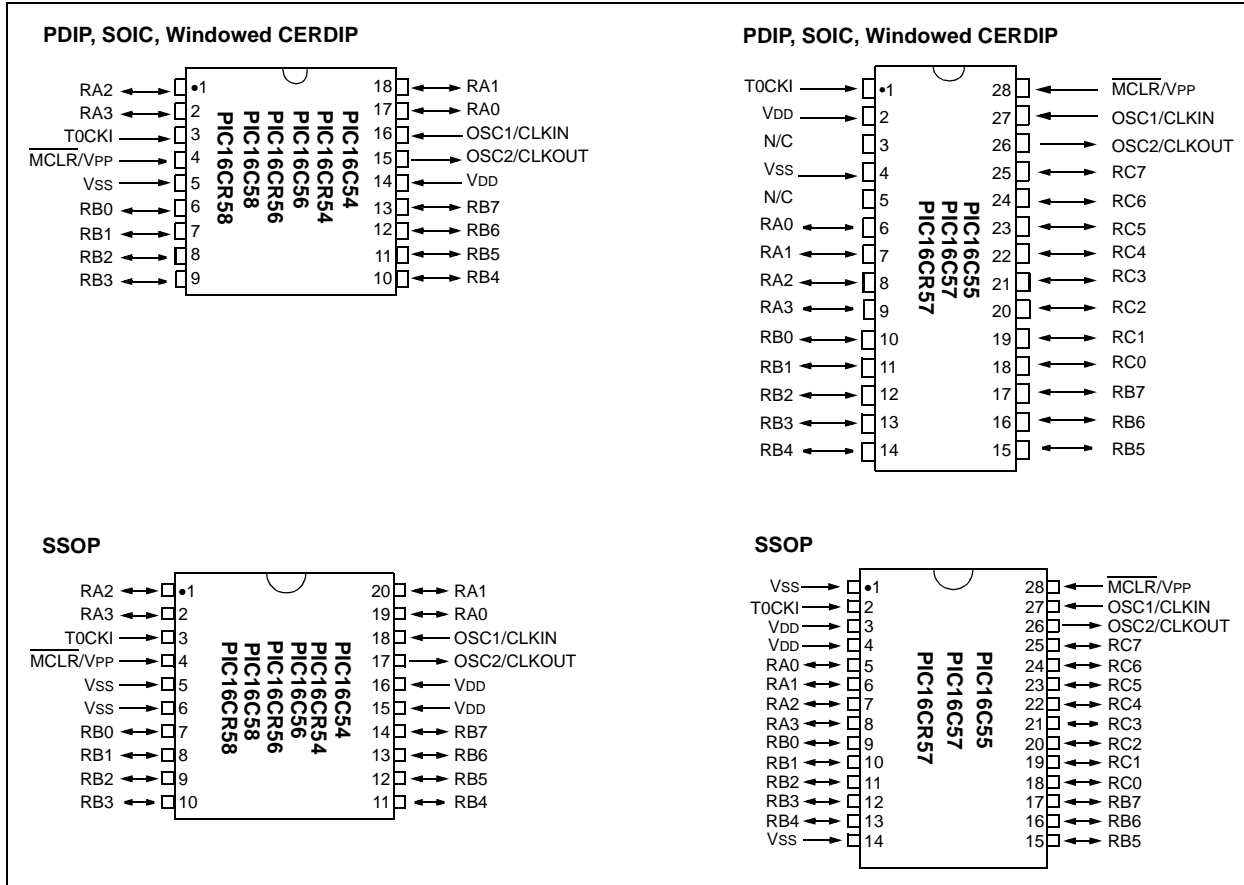 PDIP, SOIC, Windowed CERDIP
RA2 •1 18 RA1
RA3 2 17 RA0
T0CKI 3 16 OSC1/CLKIN
MCLR/VPP 4 15 OSC2/CLKOUT
VSS 5 14 VDD
RB0 6 13 RB7
RB1 7 12 RB6
RB2 8 11 RB5
RB3 9 10 RB4
PIC16C54
PIC16CR54
PIC16C56
PIC16CR56
PIC16C58
PIC16CR58
PDIP, SOIC, Windowed CERDIP
T0CKI •1 28 MCLR/VPP
VDD 2 27 OSC1/CLKIN
N/C 3 26 OSC2/CLKOUT
VSS 4 25 RC7
N/C 5 24 RC6
RA0 6 23 RC5
RA1 7 22 RC4
RA2 8 21 RC3
RA3 9 20 RC2
RB0 10 19 RC1
RB1 11 18 RC0
RB2 12 17 RB7
RB3 13 16 RB6
RB4 14 15 RB5
PIC16C55
PIC16C57
PIC16CR57
SSOP
RA2 •1 20 RA1
RA3 2 19 RA0
T0CKI 3 18 OSC1/CLKIN
MCLR/VPP 4 17 OSC2/CLKOUT
VSS 5 16 VDD
VSS 6 15 VDD
RB0 7 14 RB7
RB1 8 13 RB6
RB2 9 12 RB5
RB3 10 11 RB4
PIC16C54
PIC16CR54
PIC16C56
PIC16CR56
PIC16C58
PIC16CR58
SSOP
VSS •1 28 MCLR/VPP
T0CKI 2 27 OSC1/CLKIN
VDD 3 26 OSC2/CLKOUT
VDD 4 25 RC7
RA0 5 24 RC6
RA1 6 23 RC5
RA2 7 22 RC4
RA3 8 21 RC3
RB0 9 20 RC2
RB1 10 19 RC1
RB2 11 18 RC0
RB3 12 17 RB7
RB4 13 16 RB6
VSS 14 15 RB5
PIC16C55
PIC16C57
PIC16CR57